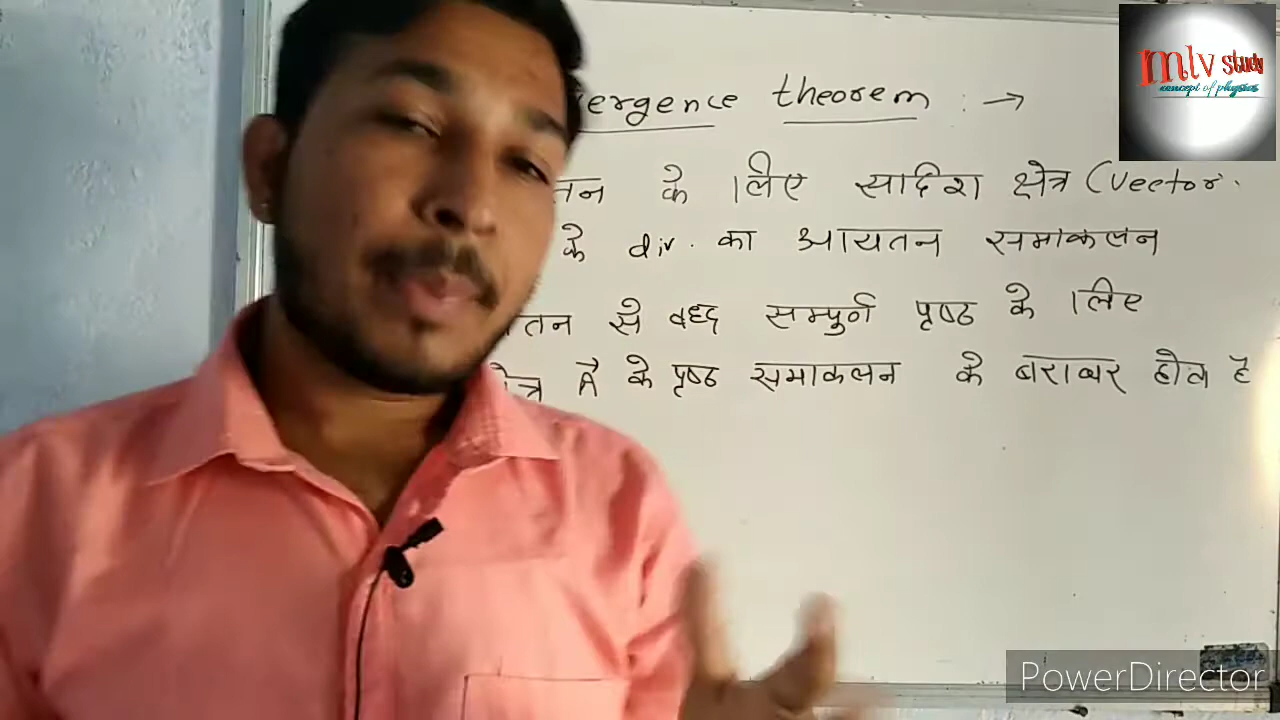 mlv study
concept of physics
ergence theorem : →
तन के लिए सादिश क्षेत्र (Vector.
के div. का आयतन समाकलन
तन से बध्द सम्पुर्ण पृष्ठ के लिए
के पृष्ठ समाकलन के बराबर होता है
PowerDirector